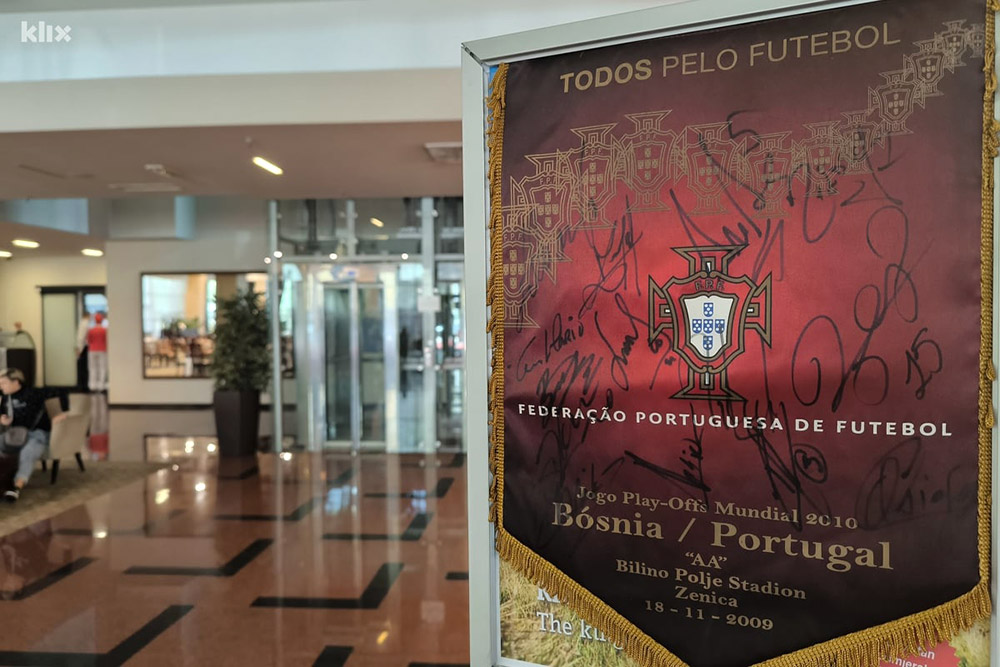 klix
TODOS PELO FUTEBOL
FPF
FEDERAÇÃO PORTUGUESA DE FUTEBOL
Jogo Play-Offs Mundial 2010
Bósnia / Portugal
“AA”
Bilino Polje Stadion
Zenica
18 - 11 - 2009
The